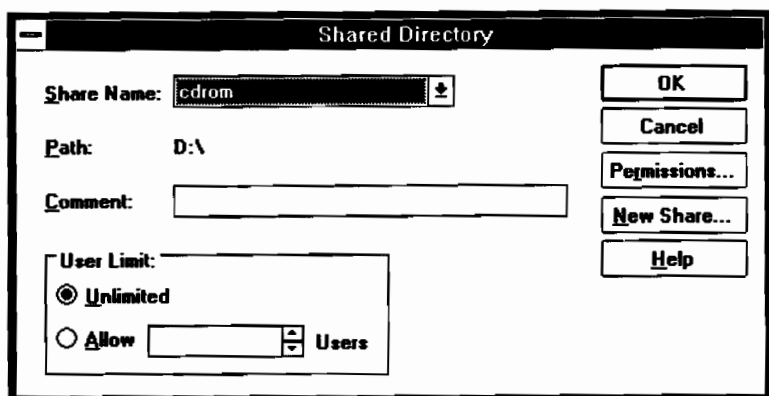 Shared Directory
Share Name: cdrom
OK
Cancel
Path: D:\
Permissions...
Comment:
New Share...
User Limit:
Help
Unlimited
Allow Users